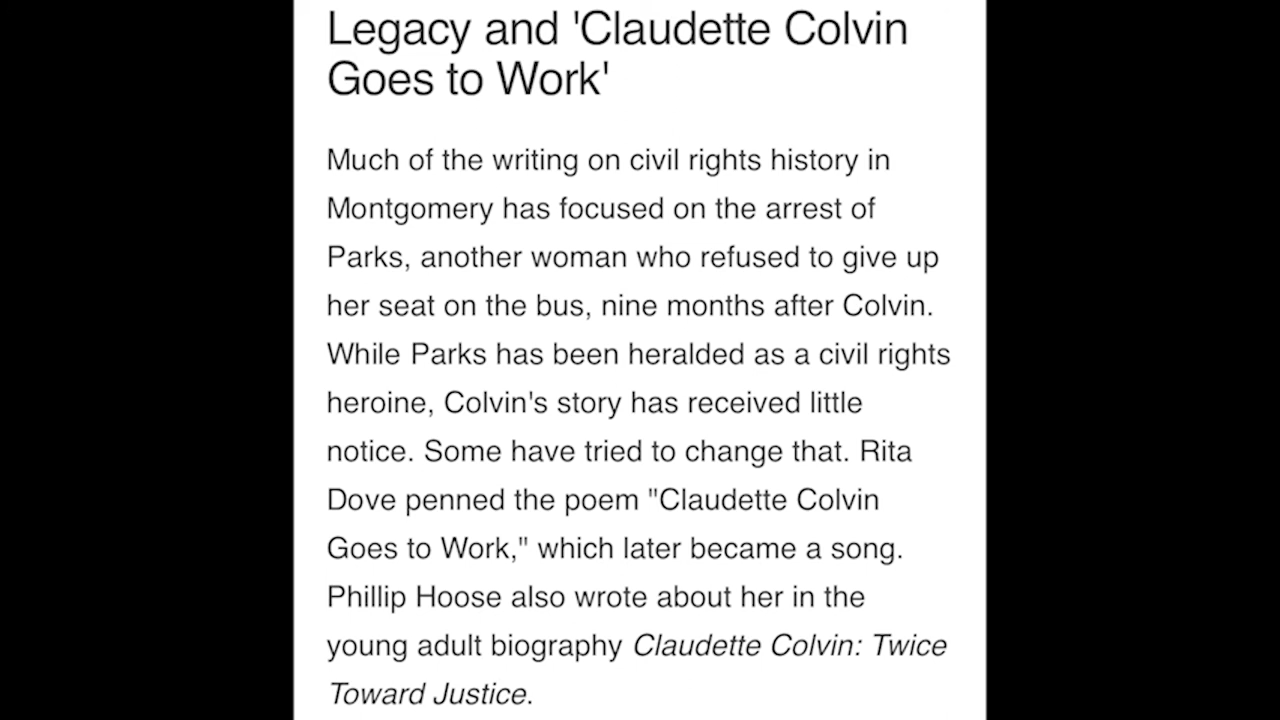 Legacy and 'Claudette Colvin
Goes to Work'
Much of the writing on civil rights history in
Montgomery has focused on the arrest of
Parks, another woman who refused to give up
her seat on the bus, nine months after Colvin.
While Parks has been heralded as a civil rights
heroine, Colvin's story has received little
notice. Some have tried to change that. Rita
Dove penned the poem "Claudette Colvin
Goes to Work," which later became a song.
Phillip Hoose also wrote about her in the
young adult biography Claudette Colvin: Twice
Toward Justice.